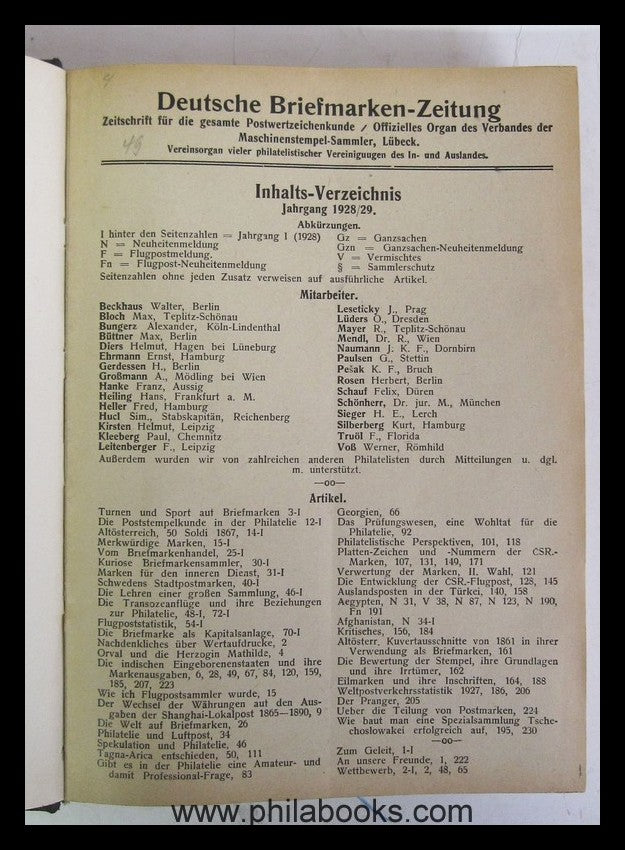 4
Deutsche Briefmarken-Zeitung
Zeitschrift für die gesamte Postwertzeichenkunde / Offizielles Organ des Verbandes der
49
Maschinenstempel-Sammler, Lübeck.
Vereinsorgan vieler philatelistischer Vereinigungen des In- und Auslandes.
Inhalts-Verzeichnis
Jahrgang 1928/29.
Abkürzungen.
I hinter den Seitenzahlen = Jahrgang I (1928)
N = Neuheitenmeldung
F = Flugpostmeldung,
Fn = Flugpost-Neuheitenmeldung
Gz = Ganzsachen
Gzn = Ganzsachen-Neuheitenmeldung
V = Vermischtes
§ = Sammlerschutz
Seitenzahlen ohne jeden Zusatz verweisen auf ausführliche Artikel.
Mitarbeiter.
Beckhaus Walter, Berlin
Bloch Max, Teplitz-Schönau
Bungerz Alexander, Köln-Lindenthal
Büttner Max, Berlin
Diers Helmut, Hagen bei Lüneburg
Ehrmann Ernst, Hamburg
Gerdessen H., Berlin
Großmann A., Mödling bei Wien
Hanke Franz, Aussig
Heiling Hans, Frankfurt a. M.
Heller Fred, Hamburg
Hucl Sim., Stabskapitän, Reichenberg
Kirsten Helmut, Leipzig
Kleeberg Paul, Chemnitz
Leitenberger F., Leipzig
Leseticky J., Prag
Lüders O., Dresden
Mayer R., Teplitz-Schönau
Mendl, Dr. R., Wien
Naumann J. K. F., Dornbirn
Paulsen G., Stettin
Pešak K. F., Bruch
Rosen Herbert, Berlin
Schauf Felix, Düren
Schönherr, Dr. jur. M., München
Sieger H. E., Lerch
Silberberg Kurt, Hamburg
Truöl F., Florida
Voß Werner, Römhild
Außerdem wurden wir von zahlreichen anderen Philatelisten durch Mitteilungen u. dgl.
m. unterstützt.
—oo—
Artikel.
Turnen und Sport auf Briefmarken 3-I
Die Poststempelkunde in der Philatelie 12-I
Altösterreich, 50 Soldi 1867, 14-I
Merkwürdige Marken, 15-I
Vom Briefmarkenhandel, 25-I
Kuriose Briefmarkensammler, 30-I
Marken für den inneren Dienst, 31-I
Schwedens Stadtpostmarken, 40-I
Die Lehren einer großen Sammlung, 46-I
Die Transozeanflüge und ihre Beziehungen
zur Philatelie, 48-I, 72-I
Flugpoststatistik, 54-I
Die Briefmarke als Kapitalsanlage, 70-I
Nachdenkliches über Wertaufdrucke, 2
Orval und die Herzogin Mathilde, 4
Die indischen Eingeborenenstaaten und ihre
Markenausgaben, 6, 28, 49, 67, 84, 120, 159,
185, 207, 223
Wie ich Flugpostsammler wurde, 15
Der Wechsel der Währungen auf den Aus-
gaben der Shanghai-Lokalpost 1865—1890, 9
Die Welt auf Briefmarken, 26
Philatelie und Luftpost, 34
Spekulation und Philatelie, 46
Tagna-Arica entschieden, 50, 111
Gibt es in der Philatelie eine Amateur- und
damit Professional-Frage, 83
Georgien, 66
Das Prüfungswesen, eine Wohltat für die
Philatelie, 92
Philatelistische Perspektiven, 101, 118
Platten-Zeichen und -Nummern der CSR.-
Marken, 107, 131, 149, 171
Verwertung der Marken, II. Wahl, 121
Die Entwicklung der CSR.-Flugpost, 128, 145
Auslandsposten in der Türkei, 140, 158
Aegypten, N 31, V 38, N 87, N 123, N 190,
Fn 191
Afghanistan, N 34-I
Kritisches, 156, 184
Altösterr. Kuvertausschnitte von 1861 in ihrer
Verwendung als Briefmarken, 161
Die Bewertung der Stempel, ihre Grundlagen
und ihre Irrtümer, 162
Eilmarken und ihre Inschriften, 164, 188
Weltpostverkehrsstatistik 1927, 186, 206
Der Pranger, 205
Ueber die Teilung von Postmarken, 224
Wie baut man eine Spezialsammlung Tsche-
choslowakei erfolgreich auf, 195, 230
—oo—
Zum Geleit, 1-I
An unsere Freunde, 1, 222
Wettbewerb, 2-I, 2, 48, 65
www.philabooks.com